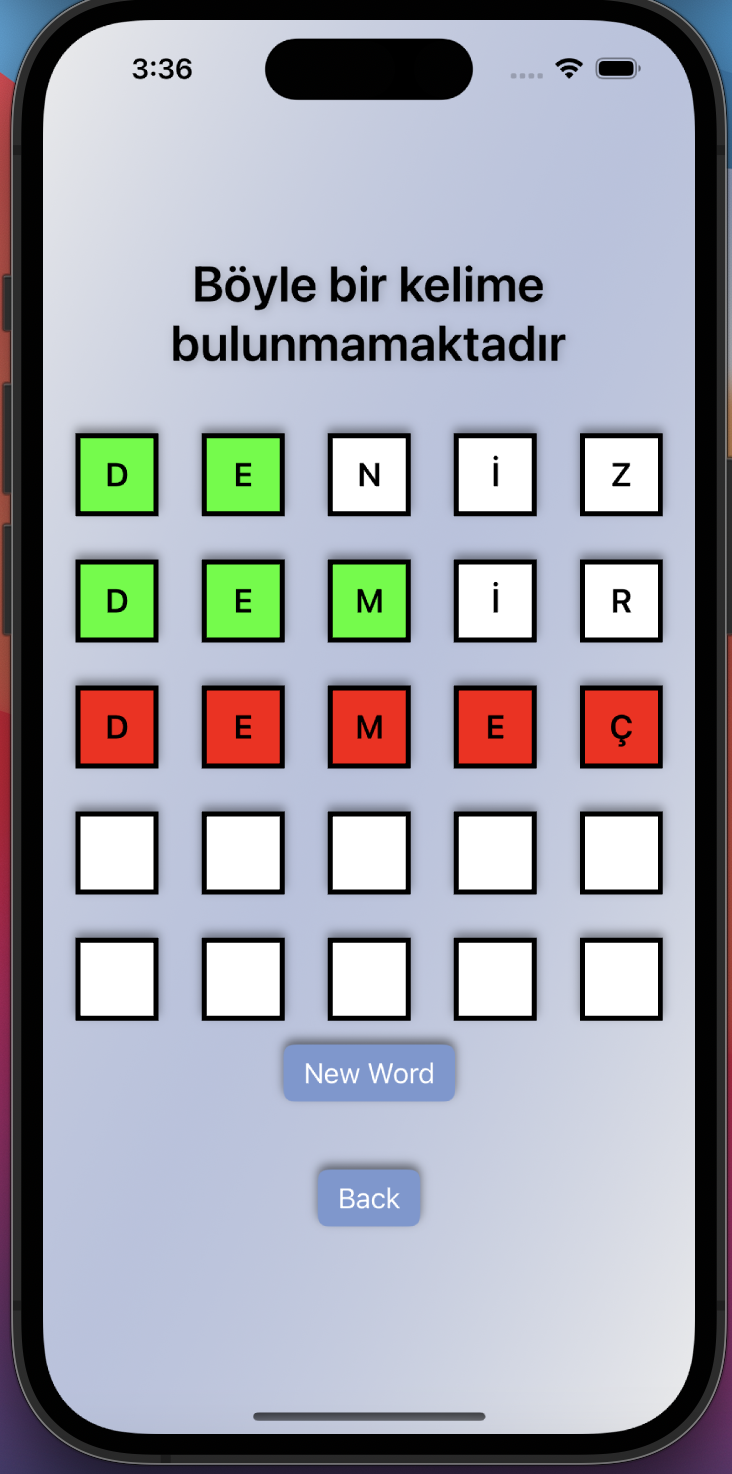 3:36
Böyle bir kelime
bulunmamaktadır
D E N İ Z
D E M İ R
D E M E Ç
New Word
Back